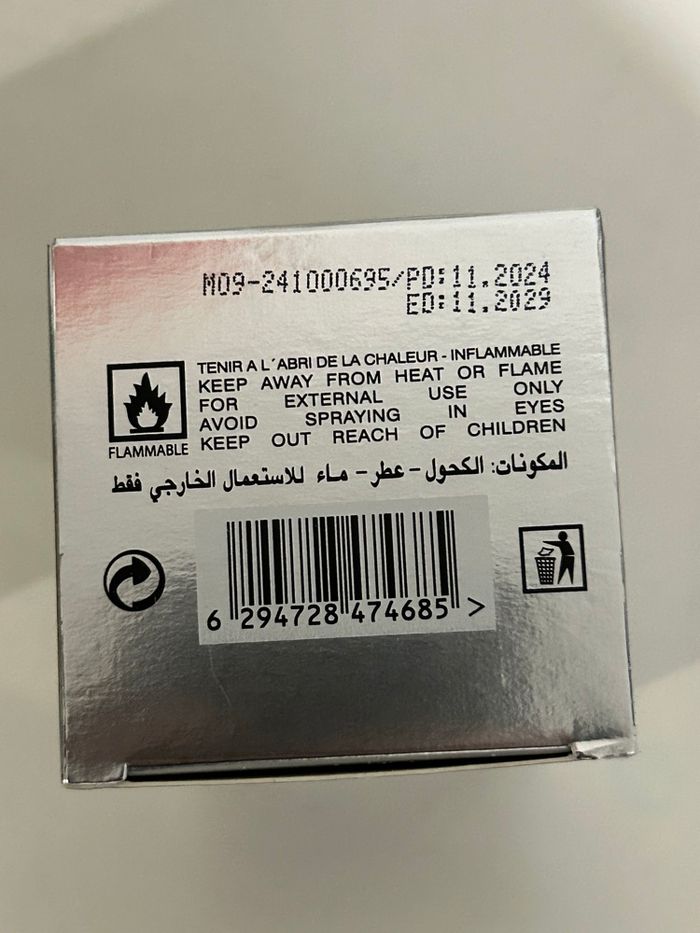 M09-241000695/PD:11.2024
ED:11.2029
TENIR A L´ABRI DE LA CHALEUR - INFLAMMABLE
KEEP AWAY FROM HEAT OR FLAME
FOR EXTERNAL USE ONLY
AVOID SPRAYING IN EYES
KEEP OUT REACH OF CHILDREN
FLAMMABLE
المكونات: الكحول - عطر - ماء للاستعمال الخارجي فقط
6 294728 474685 >